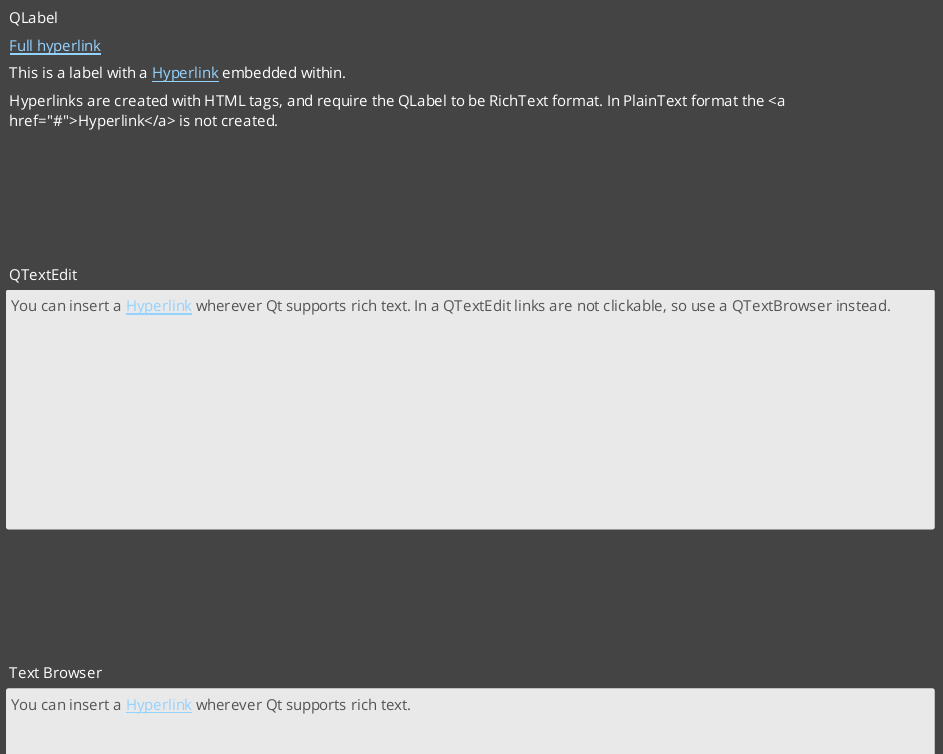 QLabel
Full hyperlink
This is a label with a Hyperlink embedded within.
Hyperlinks are created with HTML tags, and require the QLabel to be RichText format. In PlainText format the <a
href="#">Hyperlink</a> is not created.
QTextEdit
You can insert a Hyperlink wherever Qt supports rich text. In a QTextEdit links are not clickable, so use a QTextBrowser instead.
Text Browser
You can insert a Hyperlink wherever Qt supports rich text.